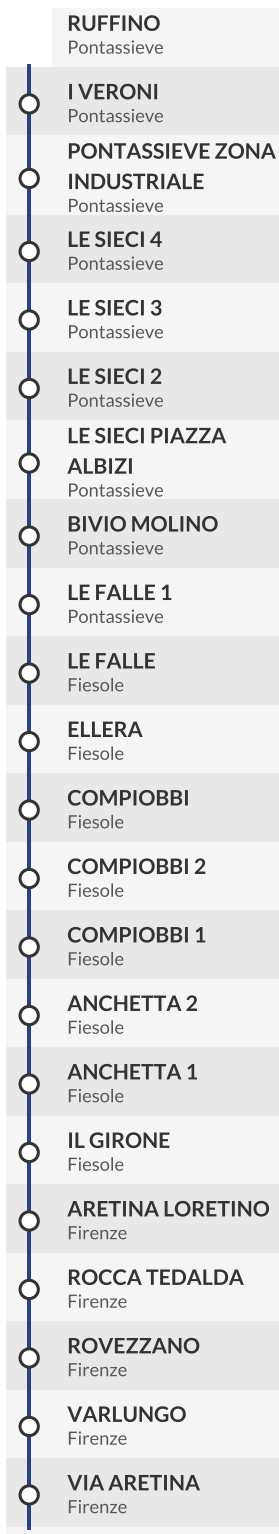 RUFFINO
Pontassieve
I VERONI
Pontassieve
PONTASSIEVE ZONA
INDUSTRIALE
Pontassieve
LE SIECI 4
Pontassieve
LE SIECI 3
Pontassieve
LE SIECI 2
Pontassieve
LE SIECI PIAZZA
ALBIZI
Pontassieve
BIVIO MOLINO
Pontassieve
LE FALLE 1
Pontassieve
LE FALLE
Fiesole
ELLERA
Fiesole
COMPIOBBI
Fiesole
COMPIOBBI 2
Fiesole
COMPIOBBI 1
Fiesole
ANCHETTA 2
Fiesole
ANCHETTA 1
Fiesole
IL GIRONE
Fiesole
ARETINA LORETINO
Firenze
ROCCA TEDALDA
Firenze
ROVEZZANO
Firenze
VARLUNGO
Firenze
VIA ARETINA
Firenze